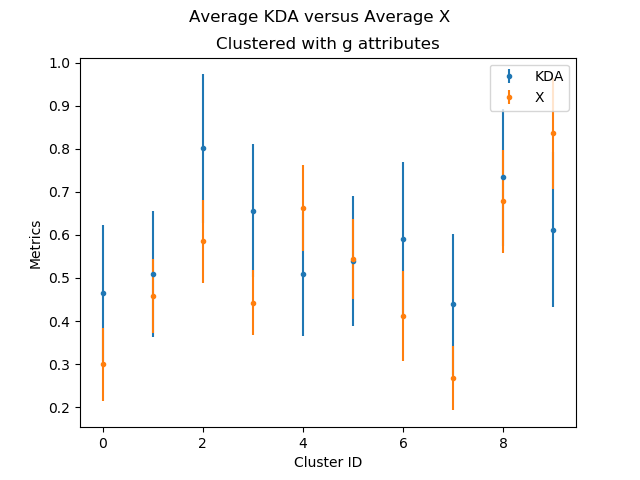 Average KDA versus Average X
Clustered with g attributes
1.0
0.9
0.8
0.7
0.6
0.5
0.4
0.3
0.2
Metrics
KDA
X
0
2
4
6
8
Cluster ID